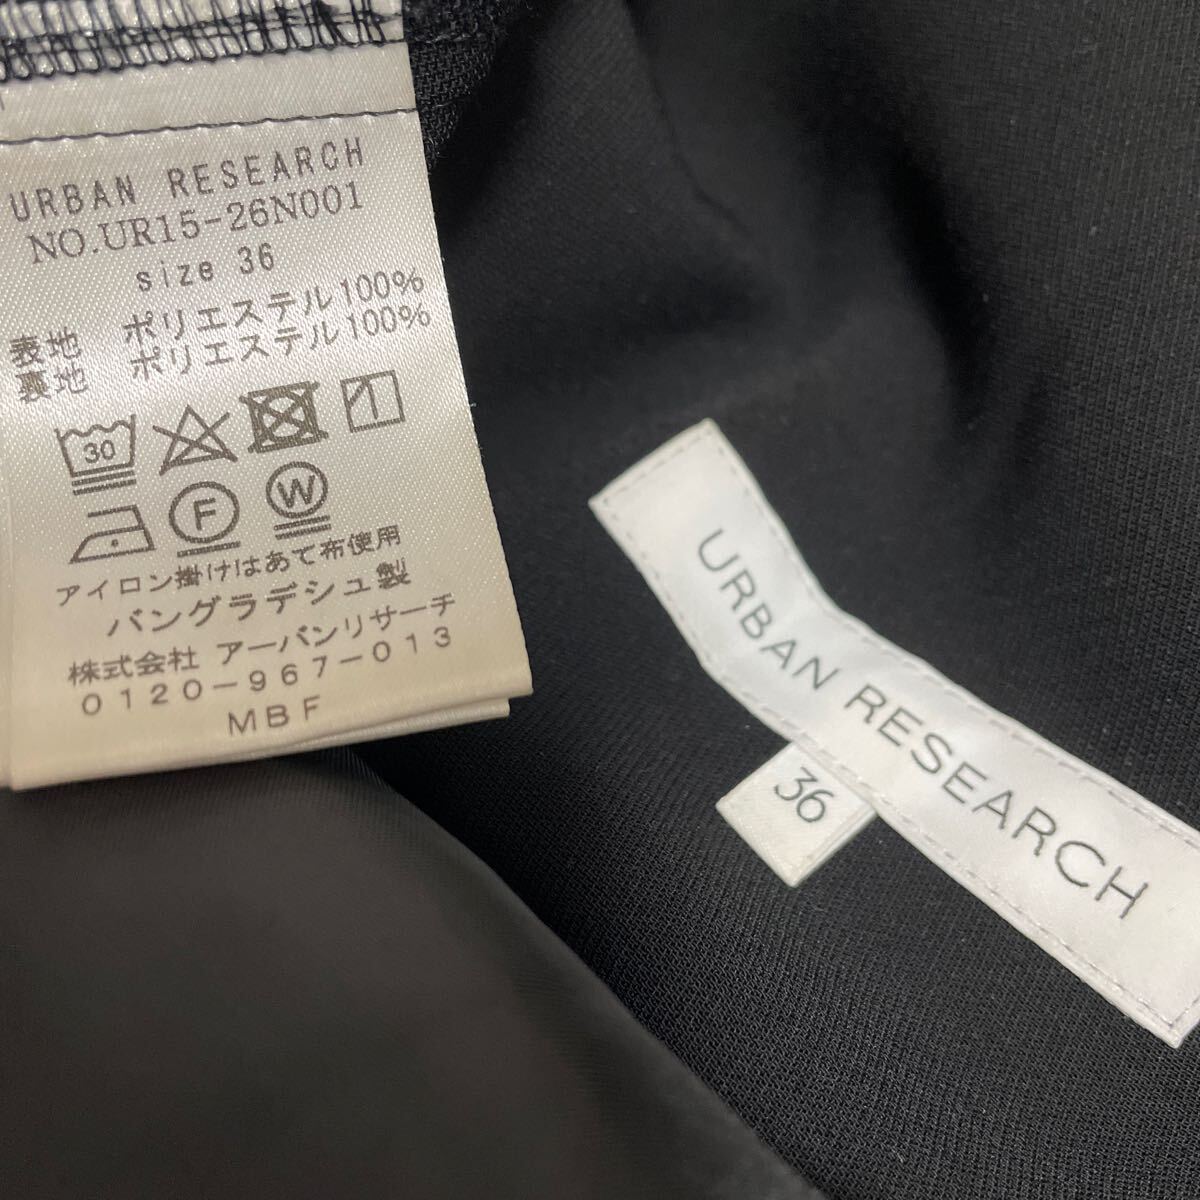 URBAN RESEARCH
NO.UR15-26N001
size 36
表地 ポリエステル100%
裏地 ポリエステル100%
30
F W
アイロン掛けはあて布使用
バングラデシュ製
株式会社 アーバンリサーチ
0120-967-013
MBF
URBAN RESEARCH
36